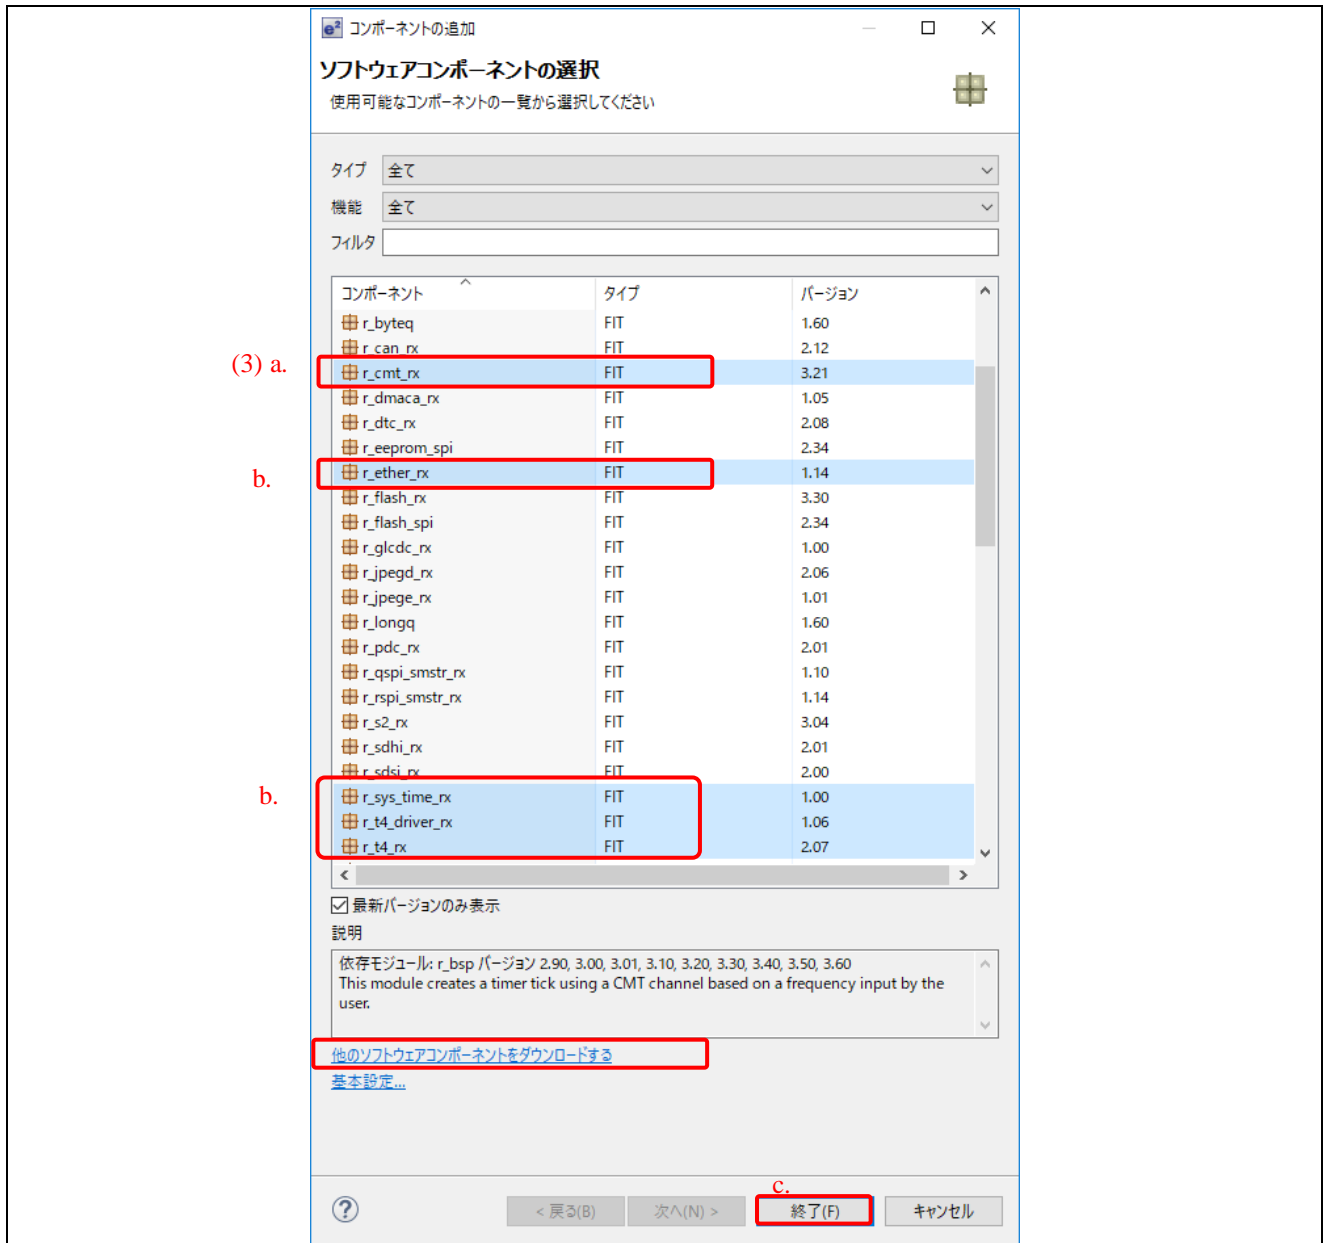 e² コンポーネントの追加
ソフトウェアコンポーネントの選択
使用可能なコンポーネントの一覧から選択してください
タイプ 全て
機能 全て
フィルタ
コンポーネント タイプ バージョン
r_byteq FIT 1.60
r_can_rx FIT 2.12
(3) a. r_cmt_rx FIT 3.21
r_dmaca_rx FIT 1.05
r_dtc_rx FIT 2.08
r_eeprom_spi FIT 2.34
b. r_ether_rx FIT 1.14
r_flash_rx FIT 3.30
r_flash_spi FIT 2.34
r_glcdc_rx FIT 1.00
r_jpegd_rx FIT 2.06
r_jpege_rx FIT 1.01
r_longq FIT 1.60
r_pdc_rx FIT 2.01
r_qspi_smstr_rx FIT 1.10
r_rspi_smstr_rx FIT 1.14
r_s2_rx FIT 3.04
r_sdhi_rx FIT 2.01
r_sdsi_rx FIT 2.00
b. r_sys_time_rx FIT 1.00
r_t4_driver_rx FIT 1.06
r_t4_rx FIT 2.07
最新バージョンのみ表示
説明
依存モジュール: r_bsp バージョン 2.90, 3.00, 3.01, 3.10, 3.20, 3.30, 3.40, 3.50, 3.60
This module creates a timer tick using a CMT channel based on a frequency input by the
user.
他のソフトウェアコンポーネントをダウンロードする
基本設定...
c.
? < 戻る(B) 次へ(N) > 終了(F) キャンセル